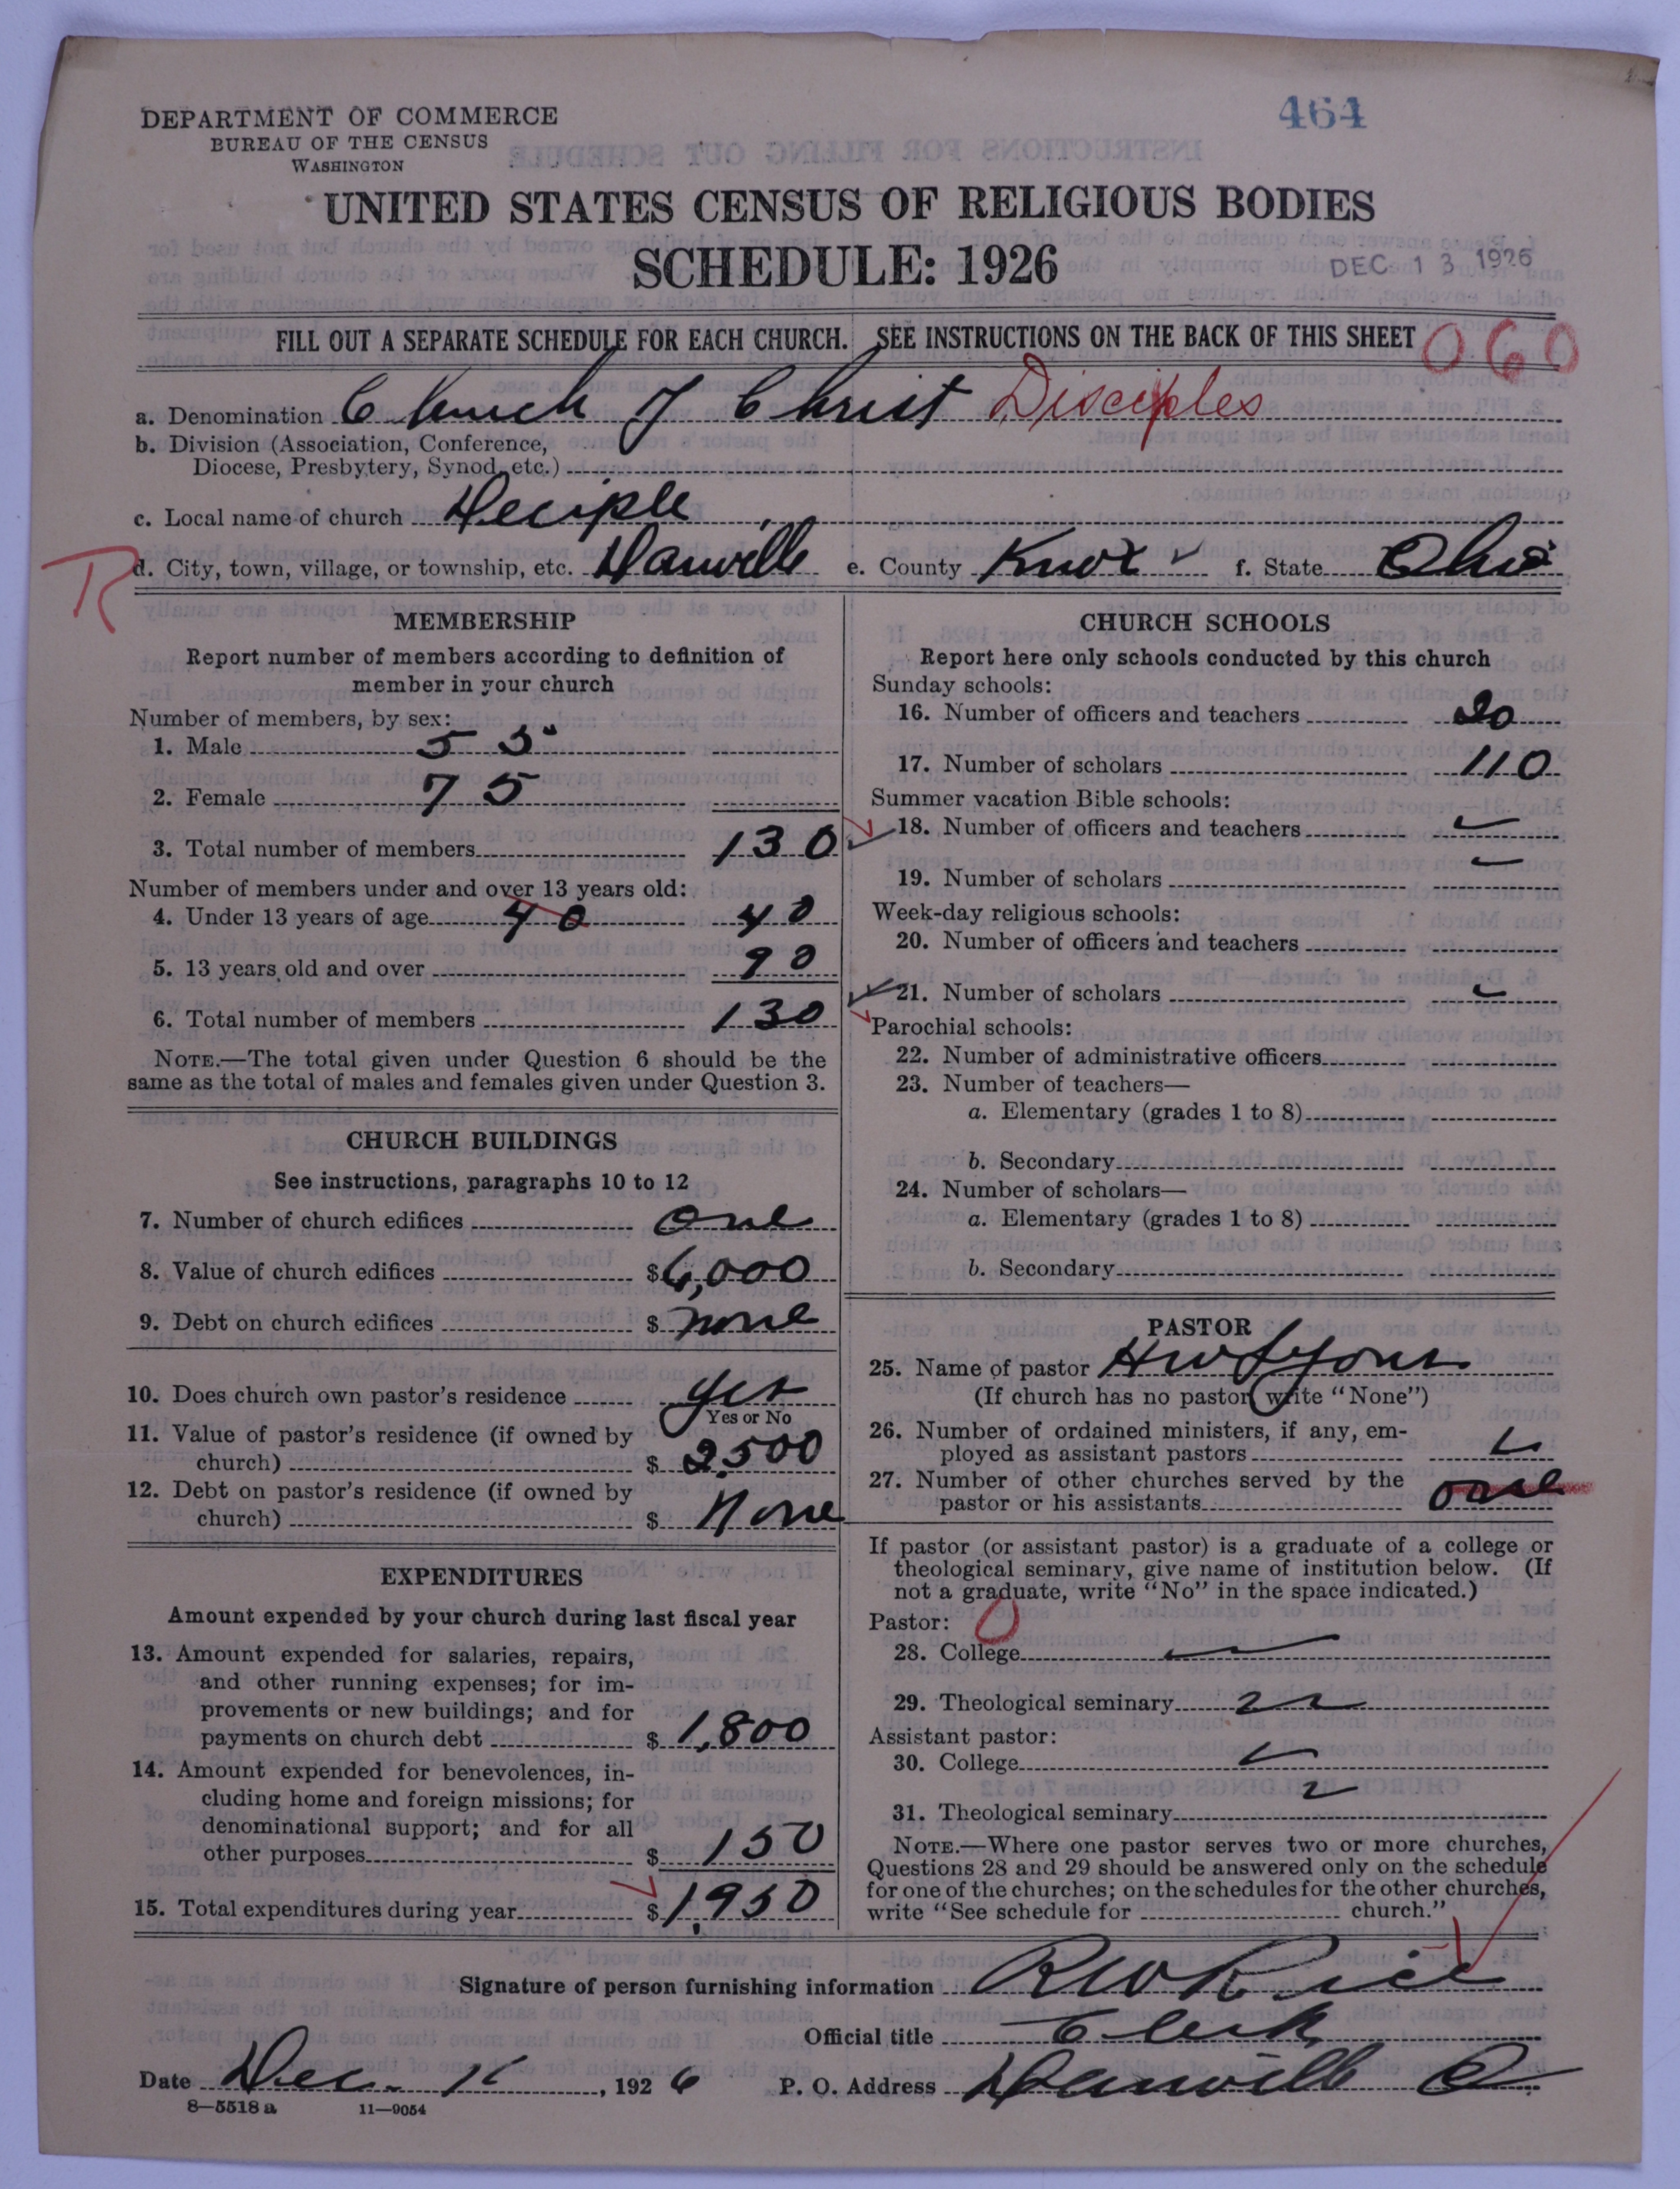 464
DEPARTMENT OF COMMERCE
BUREAU OF THE CENSUS
WASHINGTON
UNITED STATES CENSUS OF RELIGIOUS BODIES
SCHEDULE: 1926
DEC 13 1926
FILL OUT A SEPARATE SCHEDULE FOR EACH CHURCH. SEE INSTRUCTIONS ON THE BACK OF THIS SHEET
060
a. Denomination Church of Christ Disciples
b. Division (Association, Conference,
Diocese, Presbytery, Synod, etc.)
c. Local name of church Deciple
R
d. City, town, village, or township, etc. Danville e. County Knox f. State Ohio
MEMBERSHIP
Report number of members according to definition of
member in your church
Number of members, by sex:
1. Male 55
2. Female 75
3. Total number of members 130
Number of members under and over 13 years old:
4. Under 13 years of age 40 40
5. 13 years old and over 90
6. Total number of members 130
NOTE.—The total given under Question 6 should be the
same as the total of males and females given under Question 3.
CHURCH BUILDINGS
See instructions, paragraphs 10 to 12
7. Number of church edifices one
8. Value of church edifices $6,000
9. Debt on church edifices $ none
10. Does church own pastor's residence yes
Yes or No
11. Value of pastor's residence (if owned by
church) $ 2,500
12. Debt on pastor's residence (if owned by
church) $ None
EXPENDITURES
Amount expended by your church during last fiscal year
13. Amount expended for salaries, repairs,
and other running expenses; for im-
provements or new buildings; and for
payments on church debt $ 1,800
14. Amount expended for benevolences, in-
cluding home and foreign missions; for
denominational support; and for all
other purposes $ 150
15. Total expenditures during year $ 1,950
CHURCH SCHOOLS
Report here only schools conducted by this church
Sunday schools:
16. Number of officers and teachers 20
17. Number of scholars 110
Summer vacation Bible schools:
18. Number of officers and teachers
19. Number of scholars
Week-day religious schools:
20. Number of officers and teachers
21. Number of scholars
Parochial schools:
22. Number of administrative officers
23. Number of teachers—
a. Elementary (grades 1 to 8)
b. Secondary
24. Number of scholars—
a. Elementary (grades 1 to 8)
b. Secondary
PASTOR
25. Name of pastor H W
(If church has no pastor write "None")
26. Number of ordained ministers, if any, em-
ployed as assistant pastors
27. Number of other churches served by the
pastor or his assistants one
If pastor (or assistant pastor) is a graduate of a college or
theological seminary, give name of institution below. (If
not a graduate, write "No" in the space indicated.)
Pastor: 0
28. College
29. Theological seminary
Assistant pastor:
30. College
31. Theological seminary
NOTE.—Where one pastor serves two or more churches,
Questions 28 and 29 should be answered only on the schedule
for one of the churches; on the schedules for the other churches,
write "See schedule for church."
Signature of person furnishing information R W Rice
Official title Clerk
Date Dec. , 1926 P. O. Address Danville O
8—5518 a 11—9054